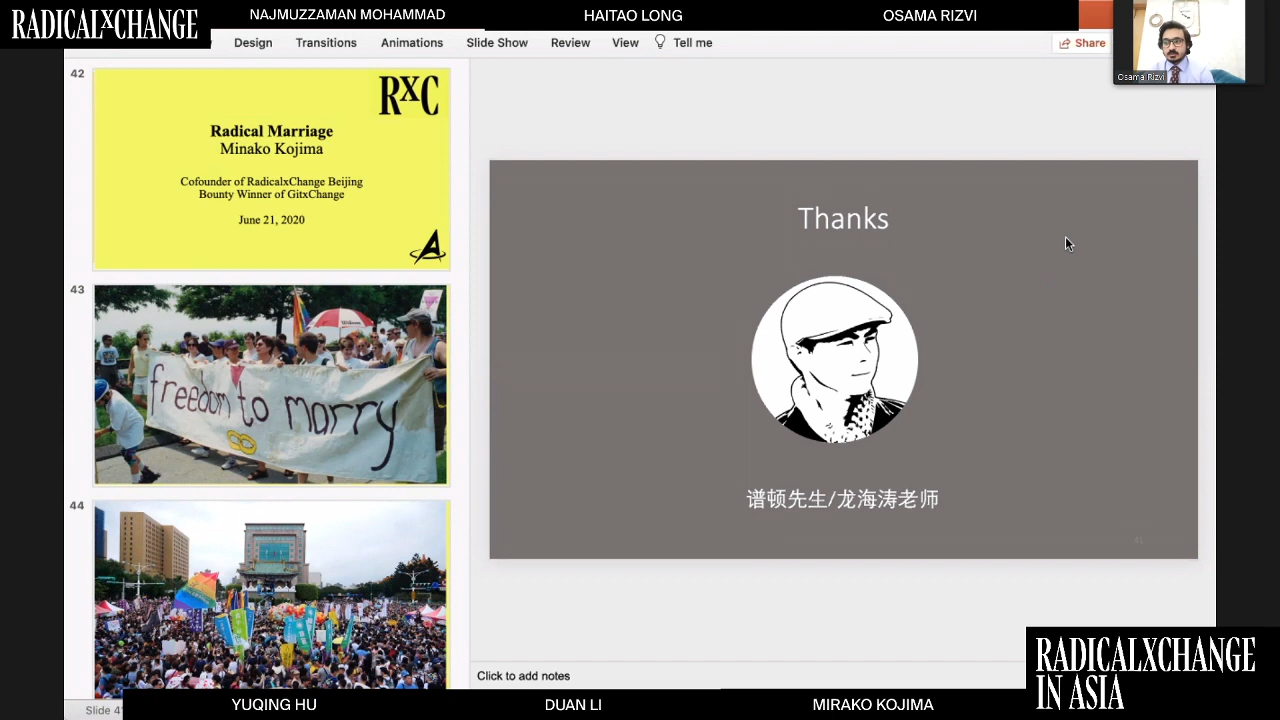 RADICALXCHANGE
NAJMUZZAMAN MOHAMMAD
HAITAO LONG
OSAMA RIZVI
Design
Transitions
Animations
Slide Show
Review
View
Tell me
Share
Osama Rizvi
42
RXC
Radical Marriage
Minako Kojima
Cofounder of RadicalxChange Beijing
Bounty Winner of GitxChange
June 21, 2020
43
freedom to marry
44
Thanks
谱顿先生/龙海涛老师
41
Click to add notes
Slide 4
RADICALXCHANGE
IN ASIA
YUQING HU
DUAN LI
MIRAKO KOJIMA